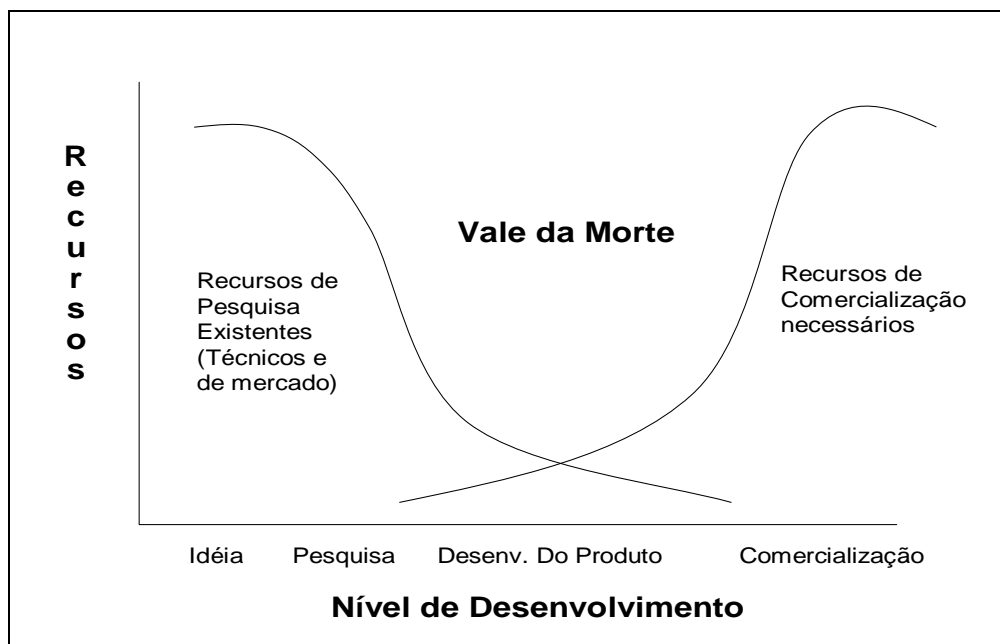 Recursos
Vale da Morte
Recursos de
Pesquisa
Existentes
(Técnicos e
de mercado)
Recursos de
Comercialização
necessários
Idéia Pesquisa Desenv. Do Produto Comercialização
Nível de Desenvolvimento